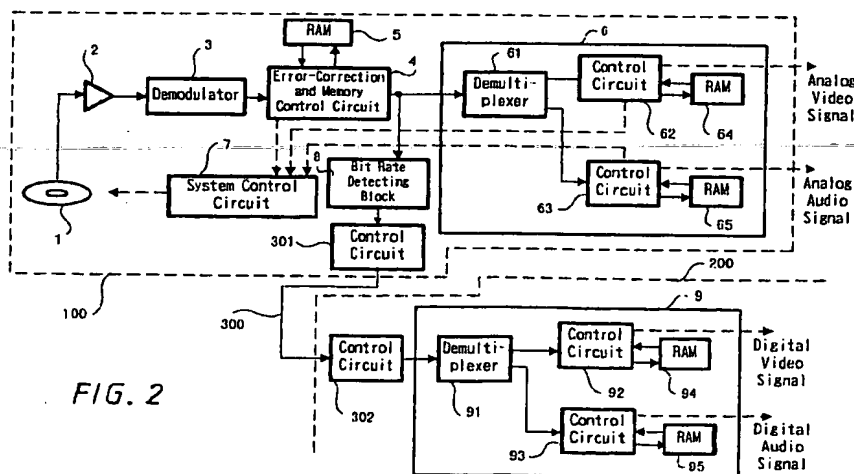 RAM
5
6
2
3
4
61
Demodulator
Error-Correction
and Memory
Control Circuit
Demulti-
plexer
Control
Circuit
RAM
Analog
Video
Signal
62
64
7
8
System Control
Circuit
Bit Rate
Detecting
Block
Control
Circuit
RAM
Analog
Audio
Signal
63
65
1
301
Control
Circuit
100
200
300
9
Control
Circuit
302
Demulti-
plexer
91
Control
Circuit
RAM
Digital
Video
Signal
92
94
FIG. 2
Control
Circuit
RAM
Digital
Audio
Signal
93
95